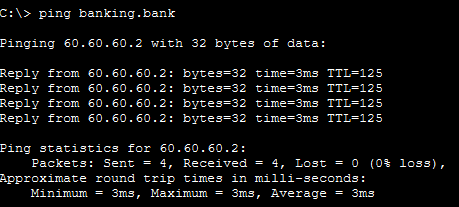 C:\> ping banking.bank
Pinging 60.60.60.2 with 32 bytes of data:
Reply from 60.60.60.2: bytes=32 time=3ms TTL=125
Reply from 60.60.60.2: bytes=32 time=3ms TTL=125
Reply from 60.60.60.2: bytes=32 time=3ms TTL=125
Reply from 60.60.60.2: bytes=32 time=3ms TTL=125
Ping statistics for 60.60.60.2:
    Packets: Sent = 4, Received = 4, Lost = 0 (0% loss),
Approximate round trip times in milli-seconds:
    Minimum = 3ms, Maximum = 3ms, Average = 3ms